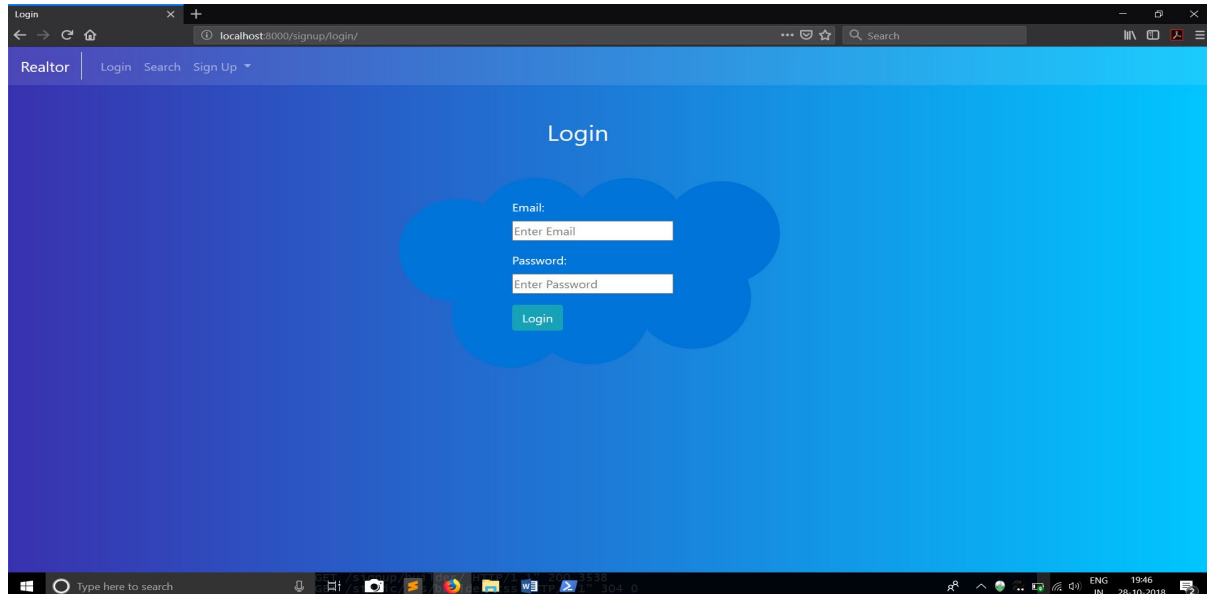 Login
localhost:8000/signup/login/
Search
Realtor
Login Search Sign Up
Login
Email:
Enter Email
Password:
Enter Password
Login
Type here to search
ENG
IN
19:46
28-10-2018